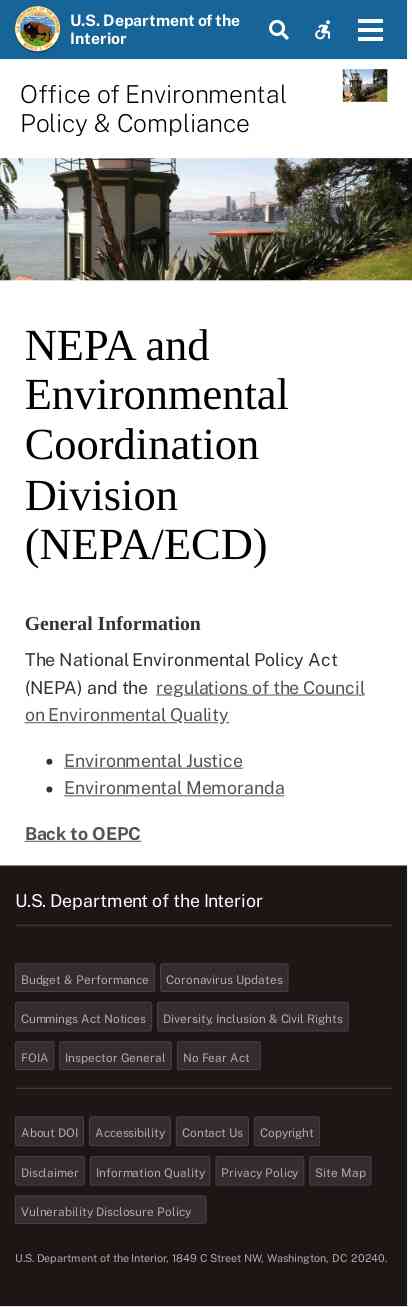 U.S. Department of the
Interior
Office of Environmental
Policy & Compliance
NEPA and
Environmental
Coordination
Division
(NEPA/ECD)
General Information
The National Environmental Policy Act
(NEPA) and the regulations of the Council
on Environmental Quality
• Environmental Justice
• Environmental Memoranda
Back to OEPC
U.S. Department of the Interior
Budget & Performance Coronavirus Updates
Cummings Act Notices Diversity, Inclusion & Civil Rights
FOIA Inspector General No Fear Act
About DOI Accessibility Contact Us Copyright
Disclaimer Information Quality Privacy Policy Site Map
Vulnerability Disclosure Policy
U.S. Department of the Interior, 1849 C Street NW, Washington, DC 20240.